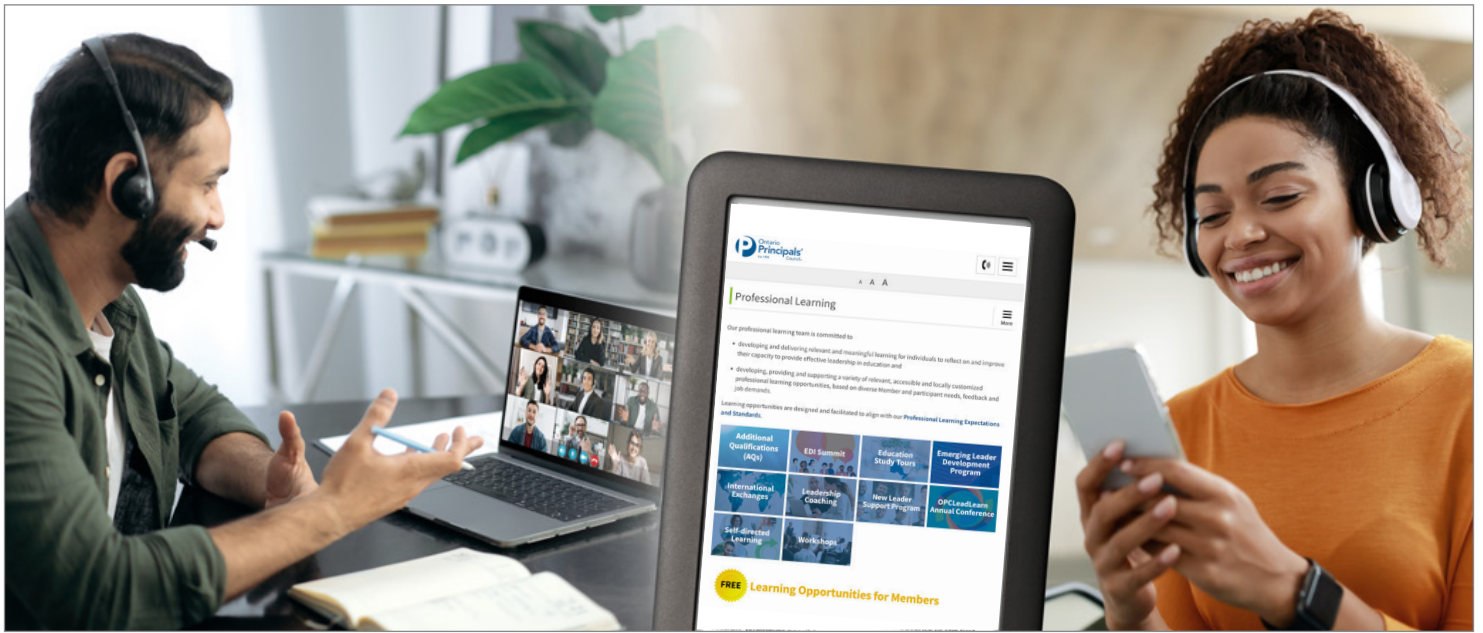 Ontario
Principals'
Council
A A A
Professional Learning
More
Our professional learning team is committed to
• developing and delivering relevant and meaningful learning for individuals to reflect on and improve
their capacity to provide effective leadership in education and
• developing, providing and supporting a variety of relevant, accessible and locally customized
professional learning opportunities, based on diverse Member and participant needs, feedback and
job demands.
Learning opportunities are designed and facilitated to align with our Professional Learning Expectations
and Standards.
Additional
Qualifications
(AQs)
EDI Summit
Education
Study Tours
Emerging Leader
Development
Program
International
Exchanges
Leadership
Coaching
New Leader
Support Program
OPCLeadLearn
Annual Conference
Self-directed
Learning
Workshops
FREE
Learning Opportunities for Members